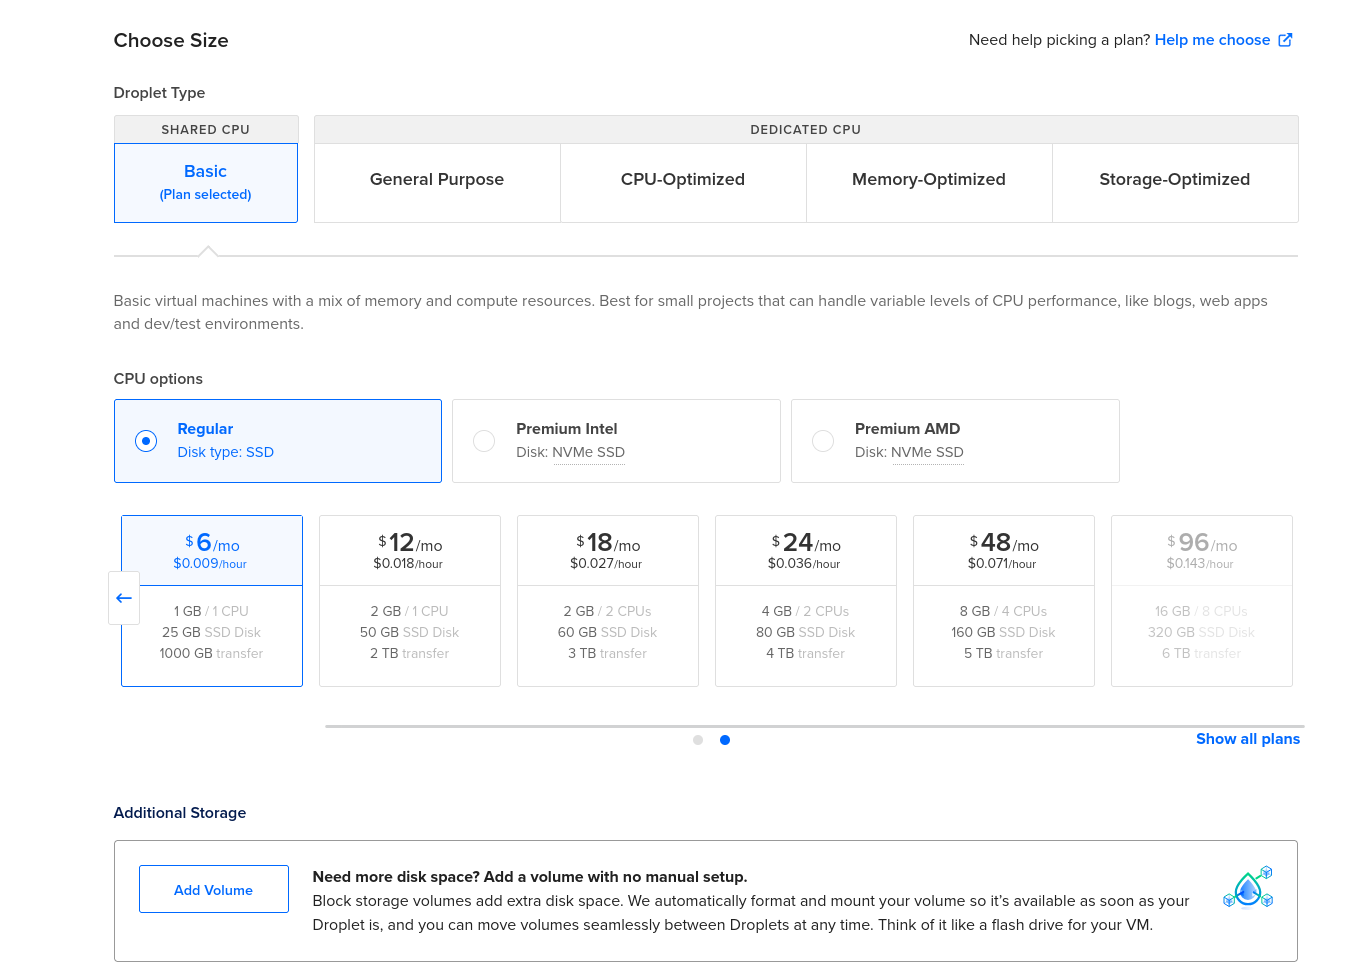 Choose Size
Need help picking a plan? Help me choose
Droplet Type
SHARED CPU
DEDICATED CPU
Basic
(Plan selected)
General Purpose
CPU-Optimized
Memory-Optimized
Storage-Optimized
Basic virtual machines with a mix of memory and compute resources. Best for small projects that can handle variable levels of CPU performance, like blogs, web apps
and dev/test environments.
CPU options
Regular
Disk type: SSD
Premium Intel
Disk: NVMe SSD
Premium AMD
Disk: NVMe SSD
$6/mo
$0.009/hour
1 GB / 1 CPU
25 GB SSD Disk
1000 GB transfer
$12/mo
$0.018/hour
2 GB / 1 CPU
50 GB SSD Disk
2 TB transfer
$18/mo
$0.027/hour
2 GB / 2 CPUs
60 GB SSD Disk
3 TB transfer
$24/mo
$0.036/hour
4 GB / 2 CPUs
80 GB SSD Disk
4 TB transfer
$48/mo
$0.071/hour
8 GB / 4 CPUs
160 GB SSD Disk
5 TB transfer
$96/mo
$0.143/hour
16 GB / 8 CPUs
320 GB SSD Disk
6 TB transfer
Show all plans
Additional Storage
Add Volume
Need more disk space? Add a volume with no manual setup.
Block storage volumes add extra disk space. We automatically format and mount your volume so it’s available as soon as your
Droplet is, and you can move volumes seamlessly between Droplets at any time. Think of it like a flash drive for your VM.